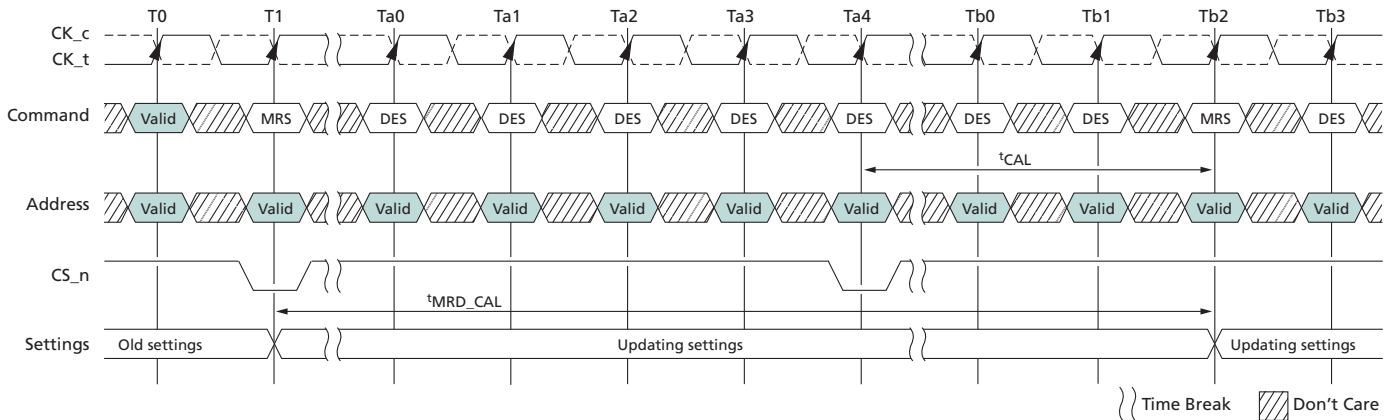 T0 T1 Ta0 Ta1 Ta2 Ta3 Ta4 Tb0 Tb1 Tb2 Tb3
CK_c
CK_t
Command Valid MRS DES DES DES DES DES DES DES MRS DES
tCAL
Address Valid Valid Valid Valid Valid Valid Valid Valid Valid Valid Valid
CS_n
tMRD_CAL
Settings Old settings Updating settings Updating settings
Time Break Don't Care